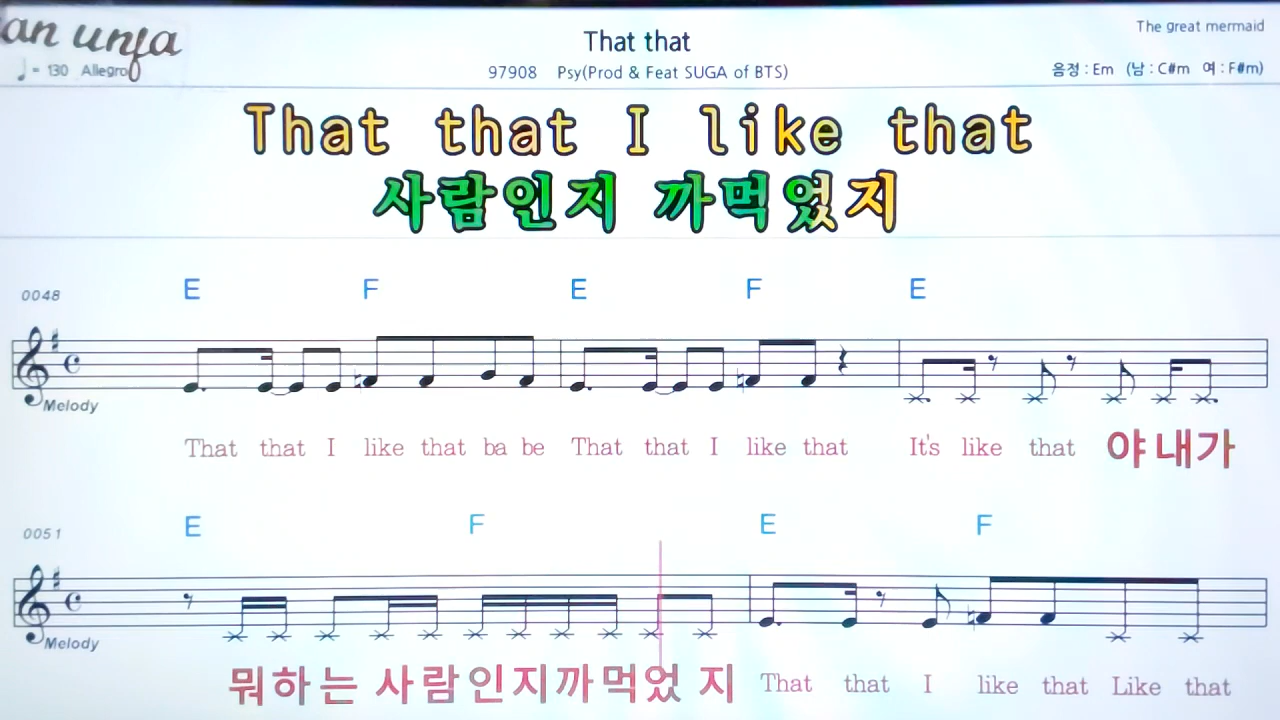 an unfa
♩= 130 Allegro
That that
97908 Psy(Prod & Feat SUGA of BTS)
The great mermaid
음정 : Em (남 : C#m 여 : F#m)
That that I like that
사람인지 까먹었지
E F E F E
0048
Melody
That that I like that ba be That that I like that It's like that 야 내가
E F E F
0051
Melody
뭐하는 사람인지까먹었 지 That that I like that Like that